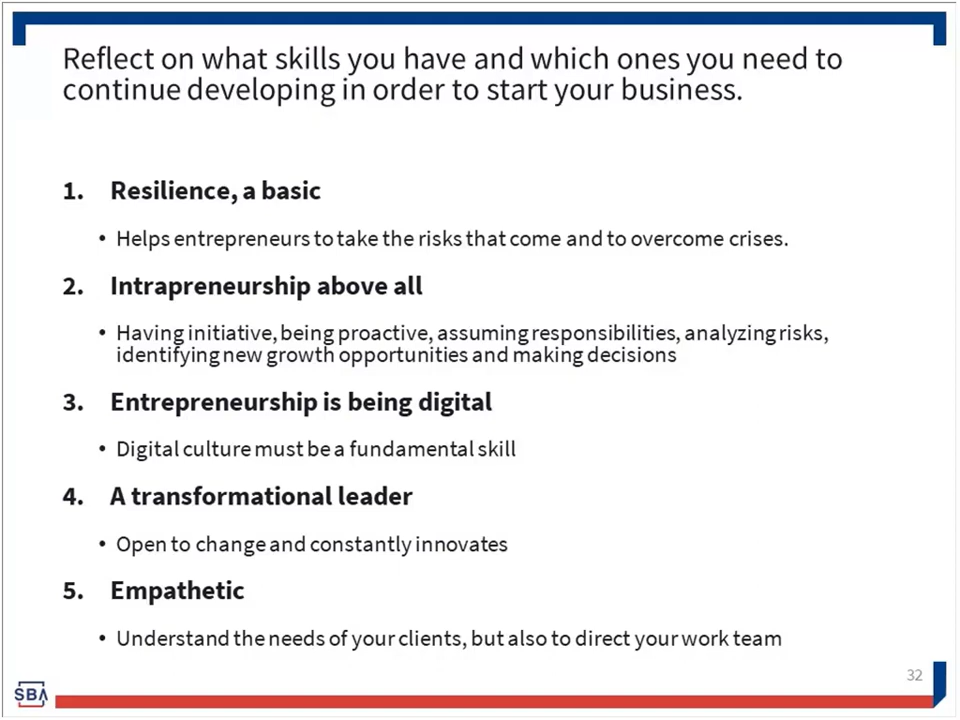 Reflect on what skills you have and which ones you need to
continue developing in order to start your business.
1. Resilience, a basic
• Helps entrepreneurs to take the risks that come and to overcome crises.
2. Intrapreneurship above all
• Having initiative, being proactive, assuming responsibilities, analyzing risks,
identifying new growth opportunities and making decisions
3. Entrepreneurship is being digital
• Digital culture must be a fundamental skill
4. A transformational leader
• Open to change and constantly innovates
5. Empathetic
• Understand the needs of your clients, but also to direct your work team
32
SBA